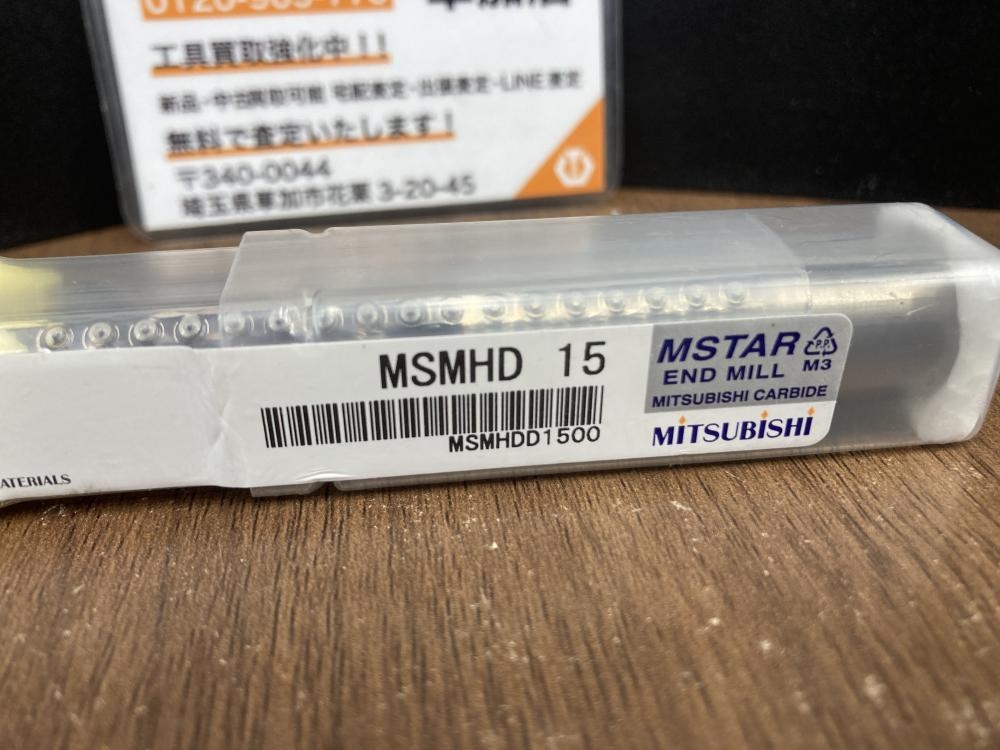 工具買取強化中！！
新品・中古買取可能 宅配査定・出張査定・LINE査定
無料で査定いたします！
〒340-0044
埼玉県草加市花栗3-20-45
MSMHD 15
MSMHDD1500
MSTAR
END MILL
P.P.
M3
MITSUBISHI CARBIDE
MITSUBISHI
ATERIALS